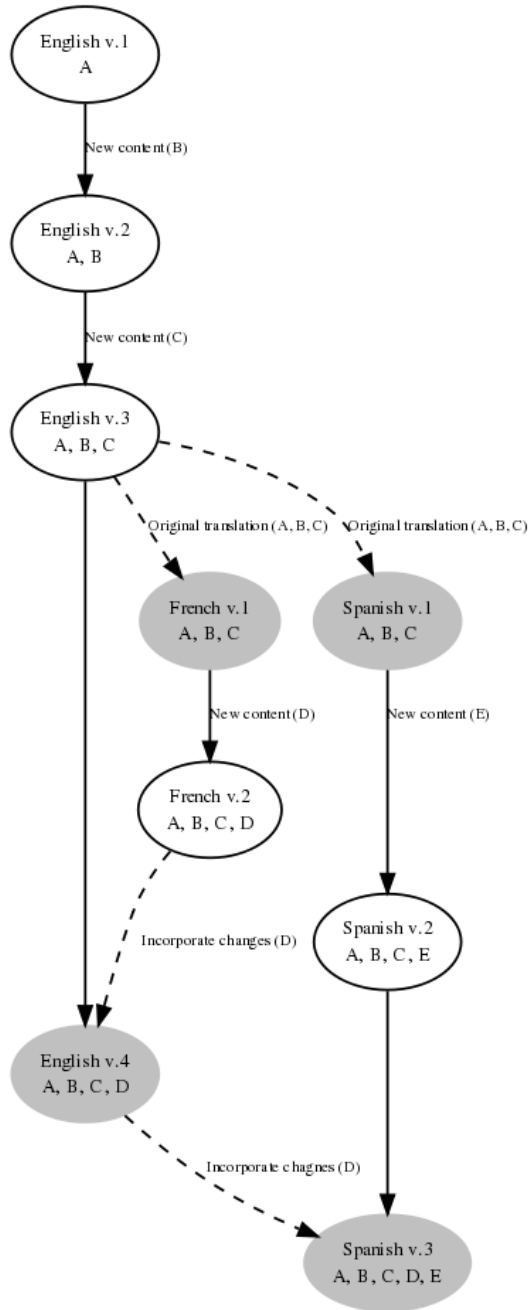 English v.1
A
New content (B)
English v.2
A, B
New content (C)
English v.3
A, B, C
Original translation (A, B, C)
Original translation (A, B, C)
French v.1
A, B, C
Spanish v.1
A, B, C
New content (D)
New content (E)
French v.2
A, B, C, D
Incorporate changes (D)
Spanish v.2
A, B, C, E
English v.4
A, B, C, D
Incorporate chagnes (D)
Spanish v.3
A, B, C, D, E